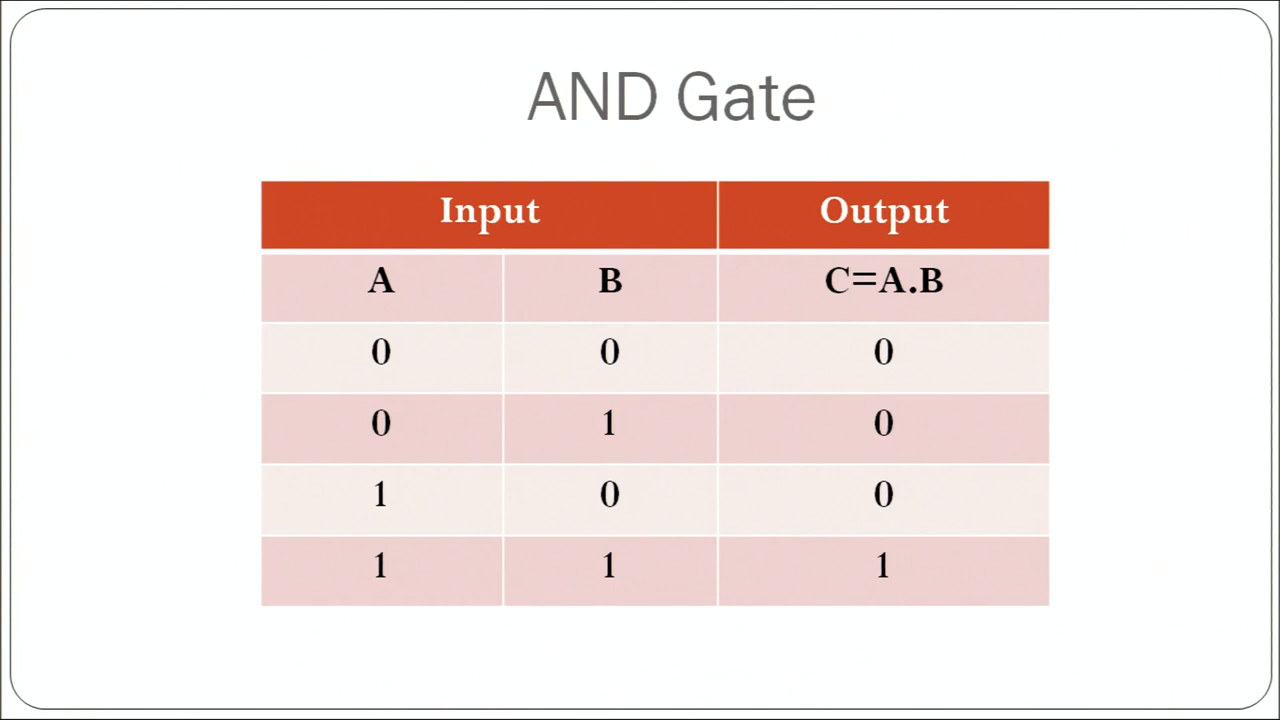 AND Gate
Input Output
A B C=A.B
0 0 0
0 1 0
1 0 0
1 1 1